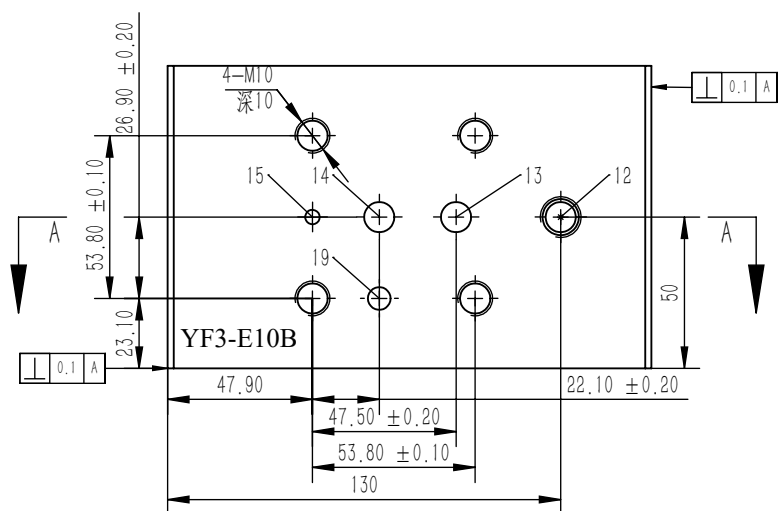 4-M10
深10
⊥ 0.1 A
26.90 ±0.20
53.80 ±0.10
23.10
15
14
13
12
A
A
19
50
YF3-E10B
⊥ 0.1 A
47.90
22.10 ±0.20
47.50 ±0.20
53.80 ±0.10
130